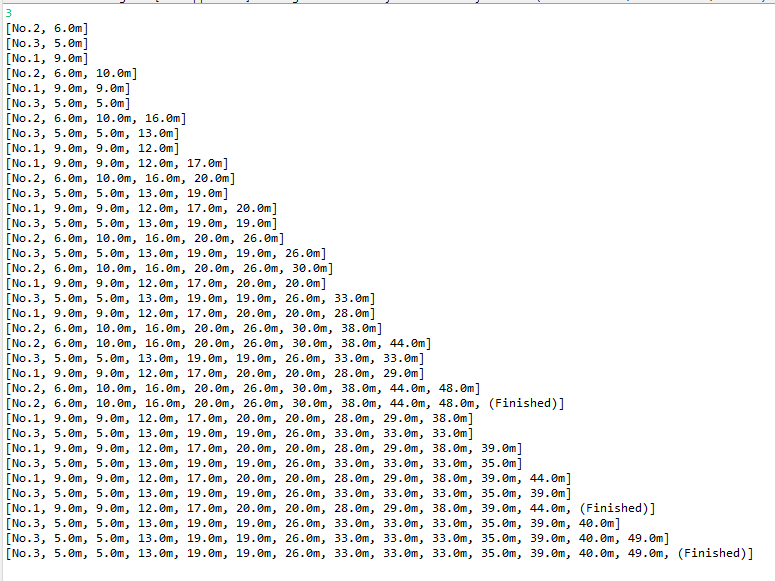 3
[No.2, 6.0m]
[No.3, 5.0m]
[No.1, 9.0m]
[No.2, 6.0m, 10.0m]
[No.1, 9.0m, 9.0m]
[No.3, 5.0m, 5.0m]
[No.2, 6.0m, 10.0m, 16.0m]
[No.3, 5.0m, 5.0m, 13.0m]
[No.1, 9.0m, 9.0m, 12.0m]
[No.1, 9.0m, 9.0m, 12.0m, 17.0m]
[No.2, 6.0m, 10.0m, 16.0m, 20.0m]
[No.3, 5.0m, 5.0m, 13.0m, 19.0m]
[No.1, 9.0m, 9.0m, 12.0m, 17.0m, 20.0m]
[No.3, 5.0m, 5.0m, 13.0m, 19.0m, 19.0m]
[No.2, 6.0m, 10.0m, 16.0m, 20.0m, 26.0m]
[No.3, 5.0m, 5.0m, 13.0m, 19.0m, 19.0m, 26.0m]
[No.2, 6.0m, 10.0m, 16.0m, 20.0m, 26.0m, 30.0m]
[No.1, 9.0m, 9.0m, 12.0m, 17.0m, 20.0m, 20.0m]
[No.3, 5.0m, 5.0m, 13.0m, 19.0m, 19.0m, 26.0m, 33.0m]
[No.1, 9.0m, 9.0m, 12.0m, 17.0m, 20.0m, 20.0m, 28.0m]
[No.2, 6.0m, 10.0m, 16.0m, 20.0m, 26.0m, 30.0m, 38.0m]
[No.2, 6.0m, 10.0m, 16.0m, 20.0m, 26.0m, 30.0m, 38.0m, 44.0m]
[No.3, 5.0m, 5.0m, 13.0m, 19.0m, 19.0m, 26.0m, 33.0m, 33.0m]
[No.1, 9.0m, 9.0m, 12.0m, 17.0m, 20.0m, 20.0m, 28.0m, 29.0m]
[No.2, 6.0m, 10.0m, 16.0m, 20.0m, 26.0m, 30.0m, 38.0m, 44.0m, 48.0m]
[No.2, 6.0m, 10.0m, 16.0m, 20.0m, 26.0m, 30.0m, 38.0m, 44.0m, 48.0m, (Finished)]
[No.1, 9.0m, 9.0m, 12.0m, 17.0m, 20.0m, 20.0m, 28.0m, 29.0m, 38.0m]
[No.3, 5.0m, 5.0m, 13.0m, 19.0m, 19.0m, 26.0m, 33.0m, 33.0m, 33.0m]
[No.1, 9.0m, 9.0m, 12.0m, 17.0m, 20.0m, 20.0m, 28.0m, 29.0m, 38.0m, 39.0m]
[No.3, 5.0m, 5.0m, 13.0m, 19.0m, 19.0m, 26.0m, 33.0m, 33.0m, 33.0m, 35.0m]
[No.1, 9.0m, 9.0m, 12.0m, 17.0m, 20.0m, 20.0m, 28.0m, 29.0m, 38.0m, 39.0m, 44.0m]
[No.3, 5.0m, 5.0m, 13.0m, 19.0m, 19.0m, 26.0m, 33.0m, 33.0m, 33.0m, 35.0m, 39.0m]
[No.1, 9.0m, 9.0m, 12.0m, 17.0m, 20.0m, 20.0m, 28.0m, 29.0m, 38.0m, 39.0m, 44.0m, (Finished)]
[No.3, 5.0m, 5.0m, 13.0m, 19.0m, 19.0m, 26.0m, 33.0m, 33.0m, 33.0m, 35.0m, 39.0m, 40.0m]
[No.3, 5.0m, 5.0m, 13.0m, 19.0m, 19.0m, 26.0m, 33.0m, 33.0m, 33.0m, 35.0m, 39.0m, 40.0m, 49.0m]
[No.3, 5.0m, 5.0m, 13.0m, 19.0m, 19.0m, 26.0m, 33.0m, 33.0m, 33.0m, 35.0m, 39.0m, 40.0m, 49.0m, (Finished)]